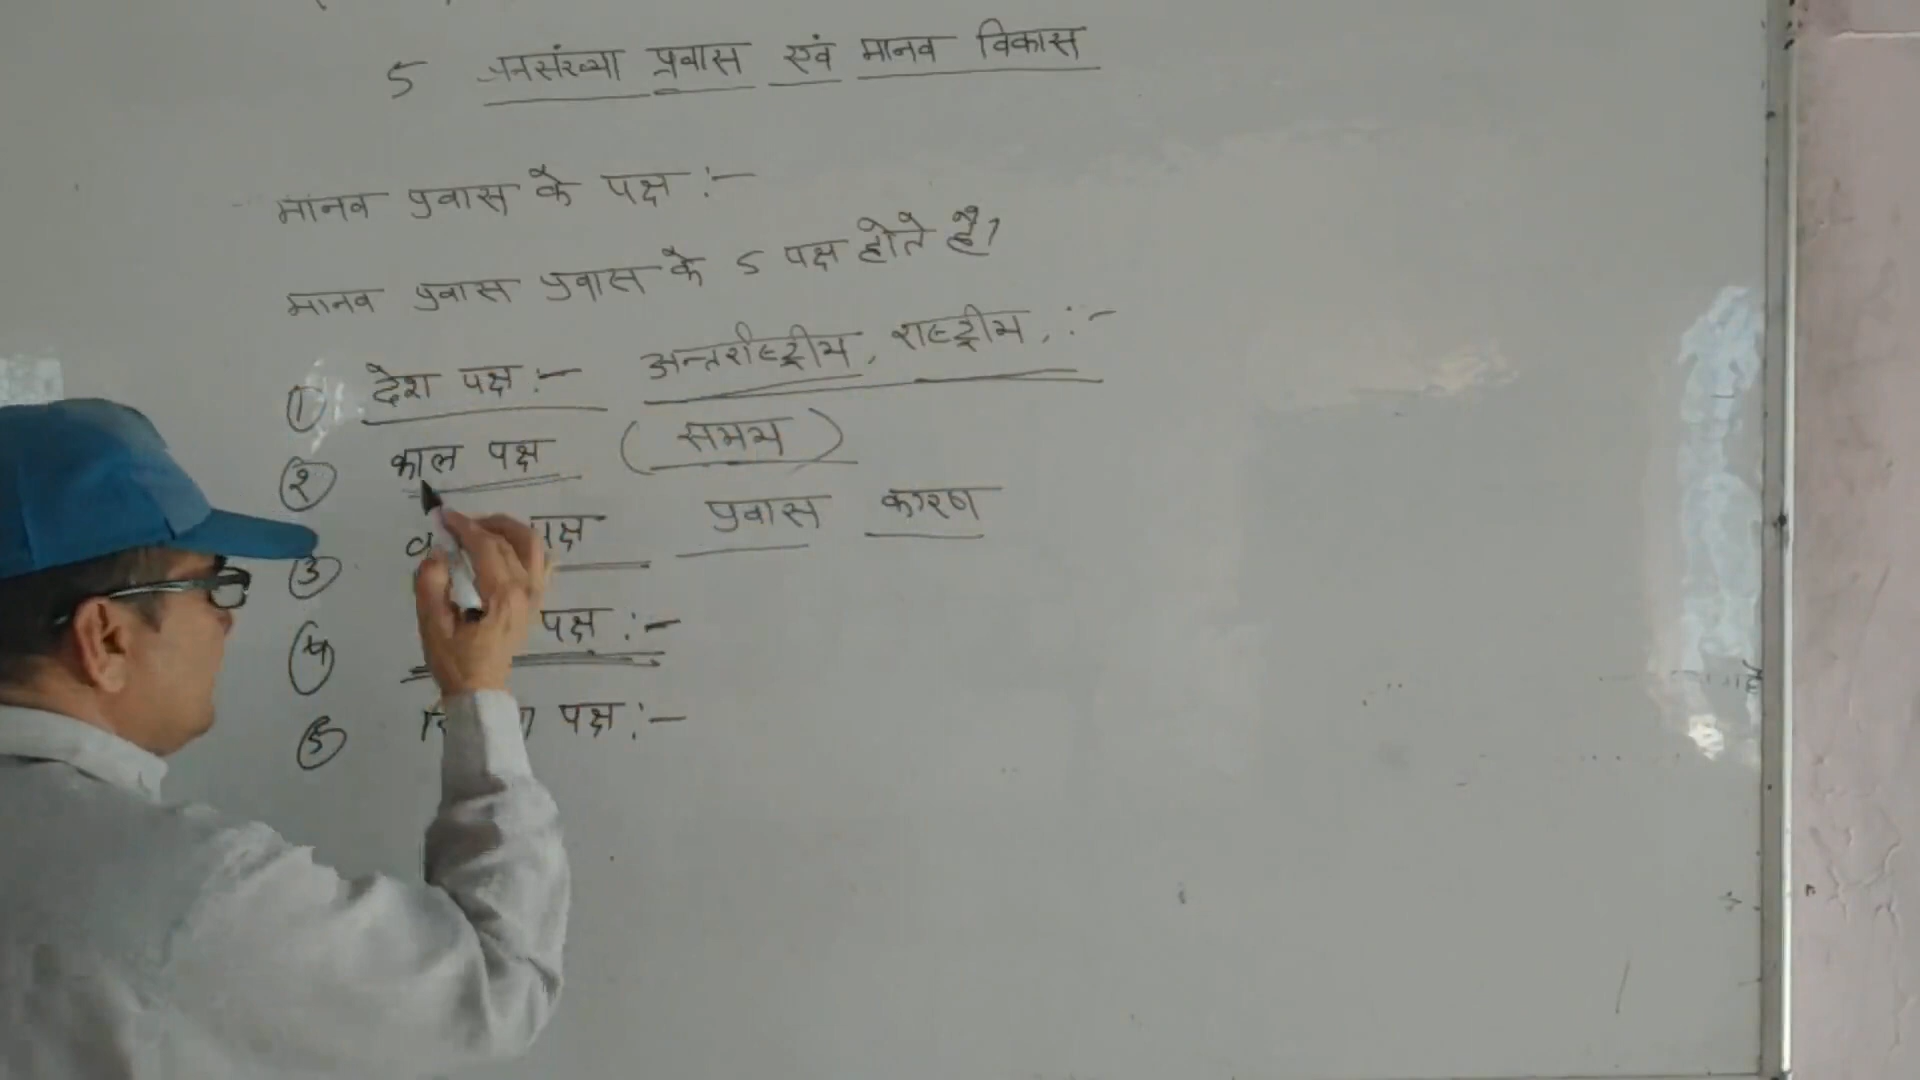 5 जनसंख्या प्रवास एवं मानव विकास
मानव प्रवास के पक्ष :-
मानव प्रवास प्रवास के 5 पक्ष होते है।
① देश पक्ष :- अन्तर्राष्ट्रीय, राष्ट्रीय, :-
② काल पक्ष (समय)
③ पक्ष प्रवास कारण
④ पक्ष :-
⑤ पक्ष :-